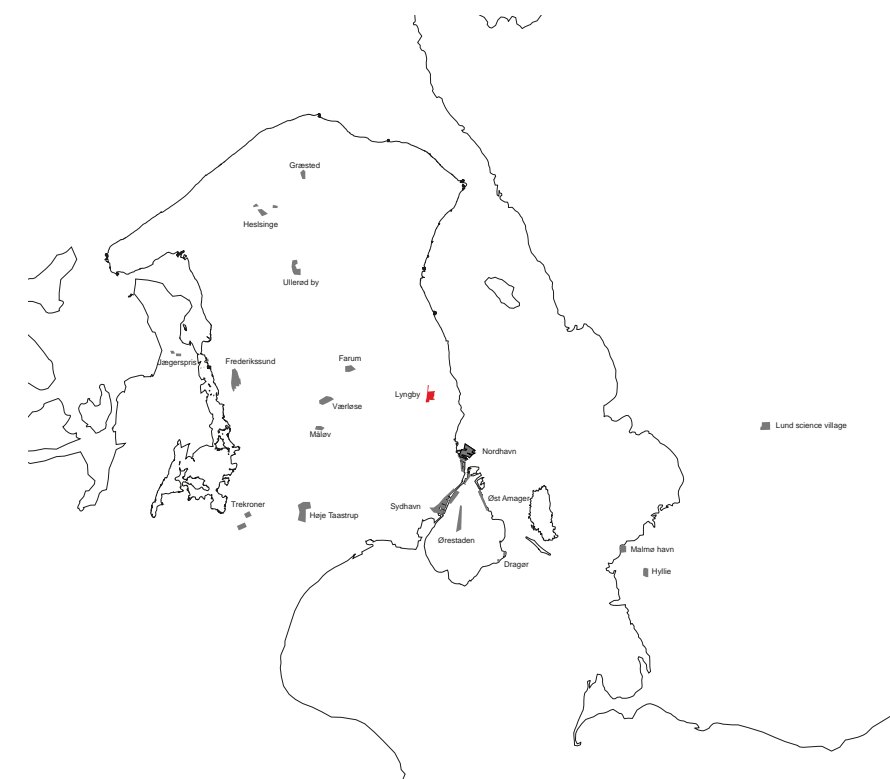 Græsted
Heslsinge
Ullerød by
Jægerspris
Frederikssund
Farum
Lyngby
Værløse
Lund science village
Måløv
Nordhavn
Trekroner
Høje Taastrup
Sydhavn
Øst Amager
Ørestaden
Malmø havn
Dragør
Hyllie